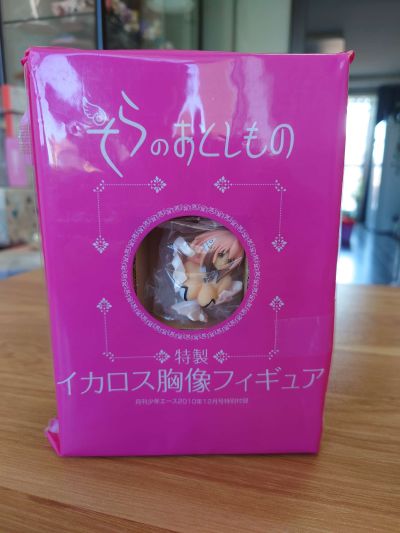 そらのおとしもの
特製
イカロス胸像フィギュア
月刊少年エース2010年12月号特別付録